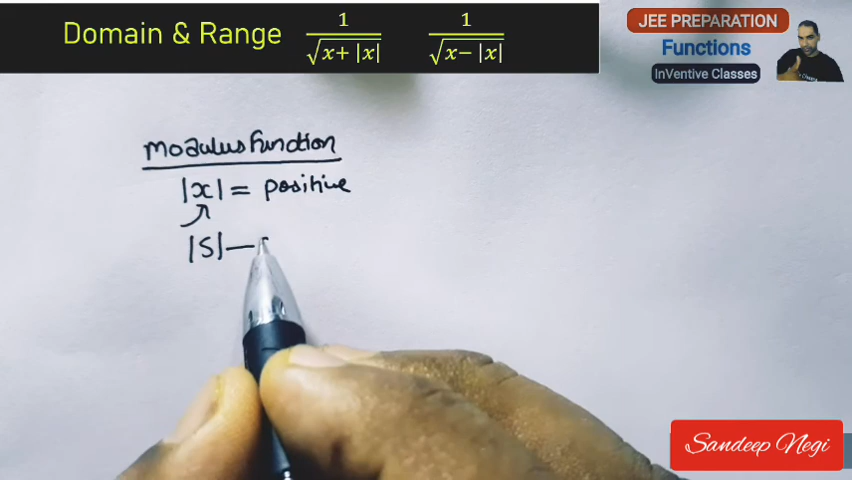 Domain & Range 1/√(x+ |x|) 1/√(x− |x|)
JEE PREPARATION
Functions
InVentive Classes
Modulus Function
|x| = positive
|5| —
Sandeep Negi